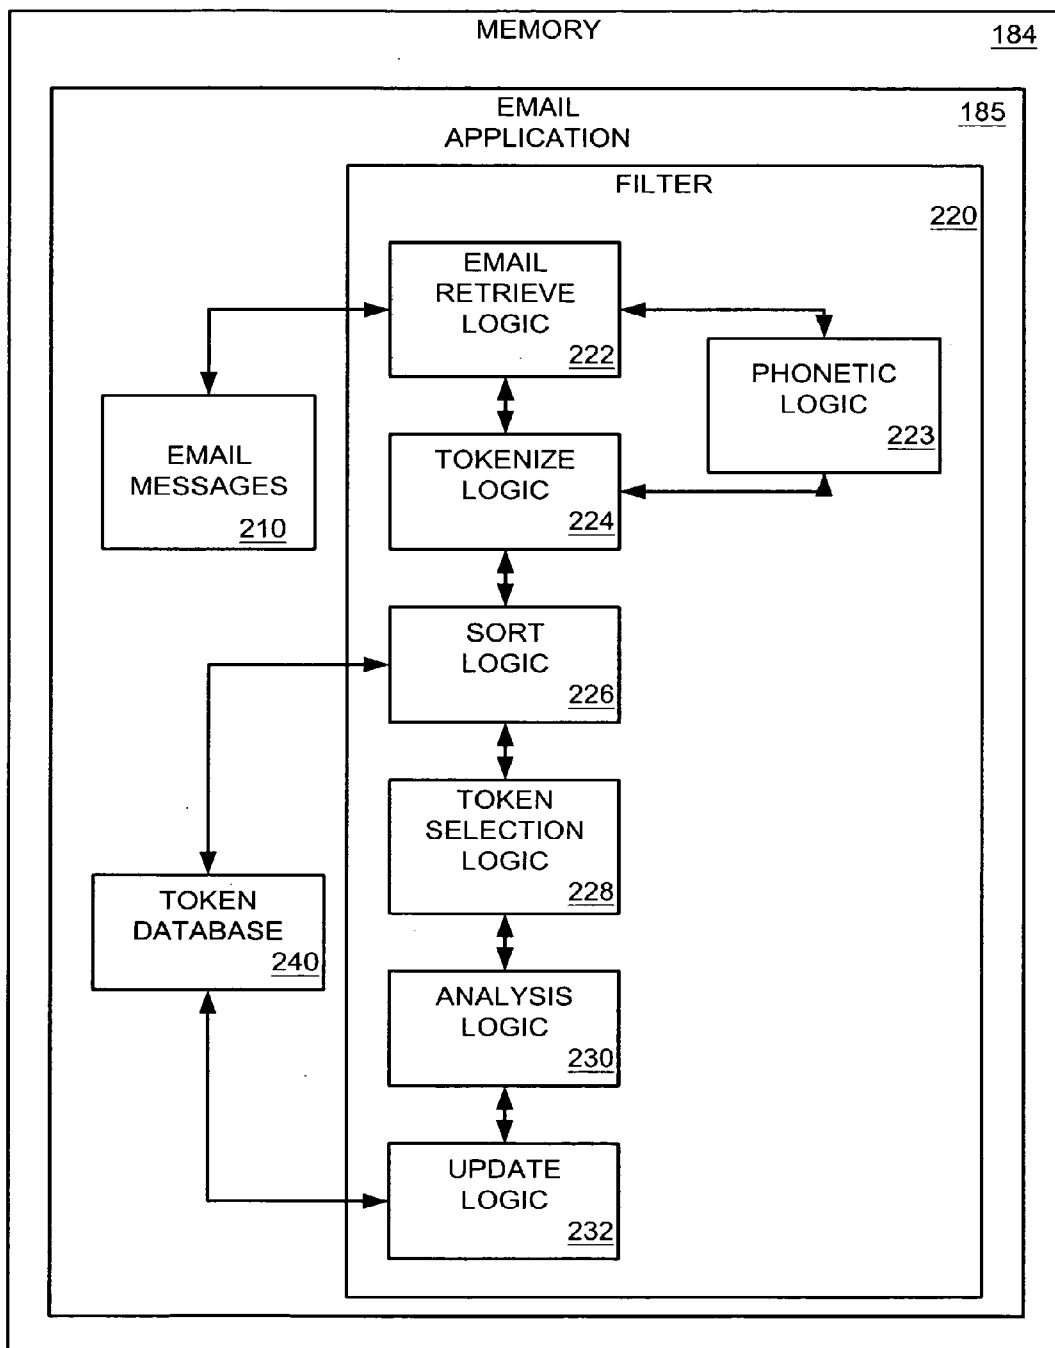 MEMORY
184
EMAIL
APPLICATION
185
FILTER
220
EMAIL
RETRIEVE
LOGIC
222
PHONETIC
LOGIC
223
EMAIL
MESSAGES
210
TOKENIZE
LOGIC
224
SORT
LOGIC
226
TOKEN
SELECTION
LOGIC
228
TOKEN
DATABASE
240
ANALYSIS
LOGIC
230
UPDATE
LOGIC
232